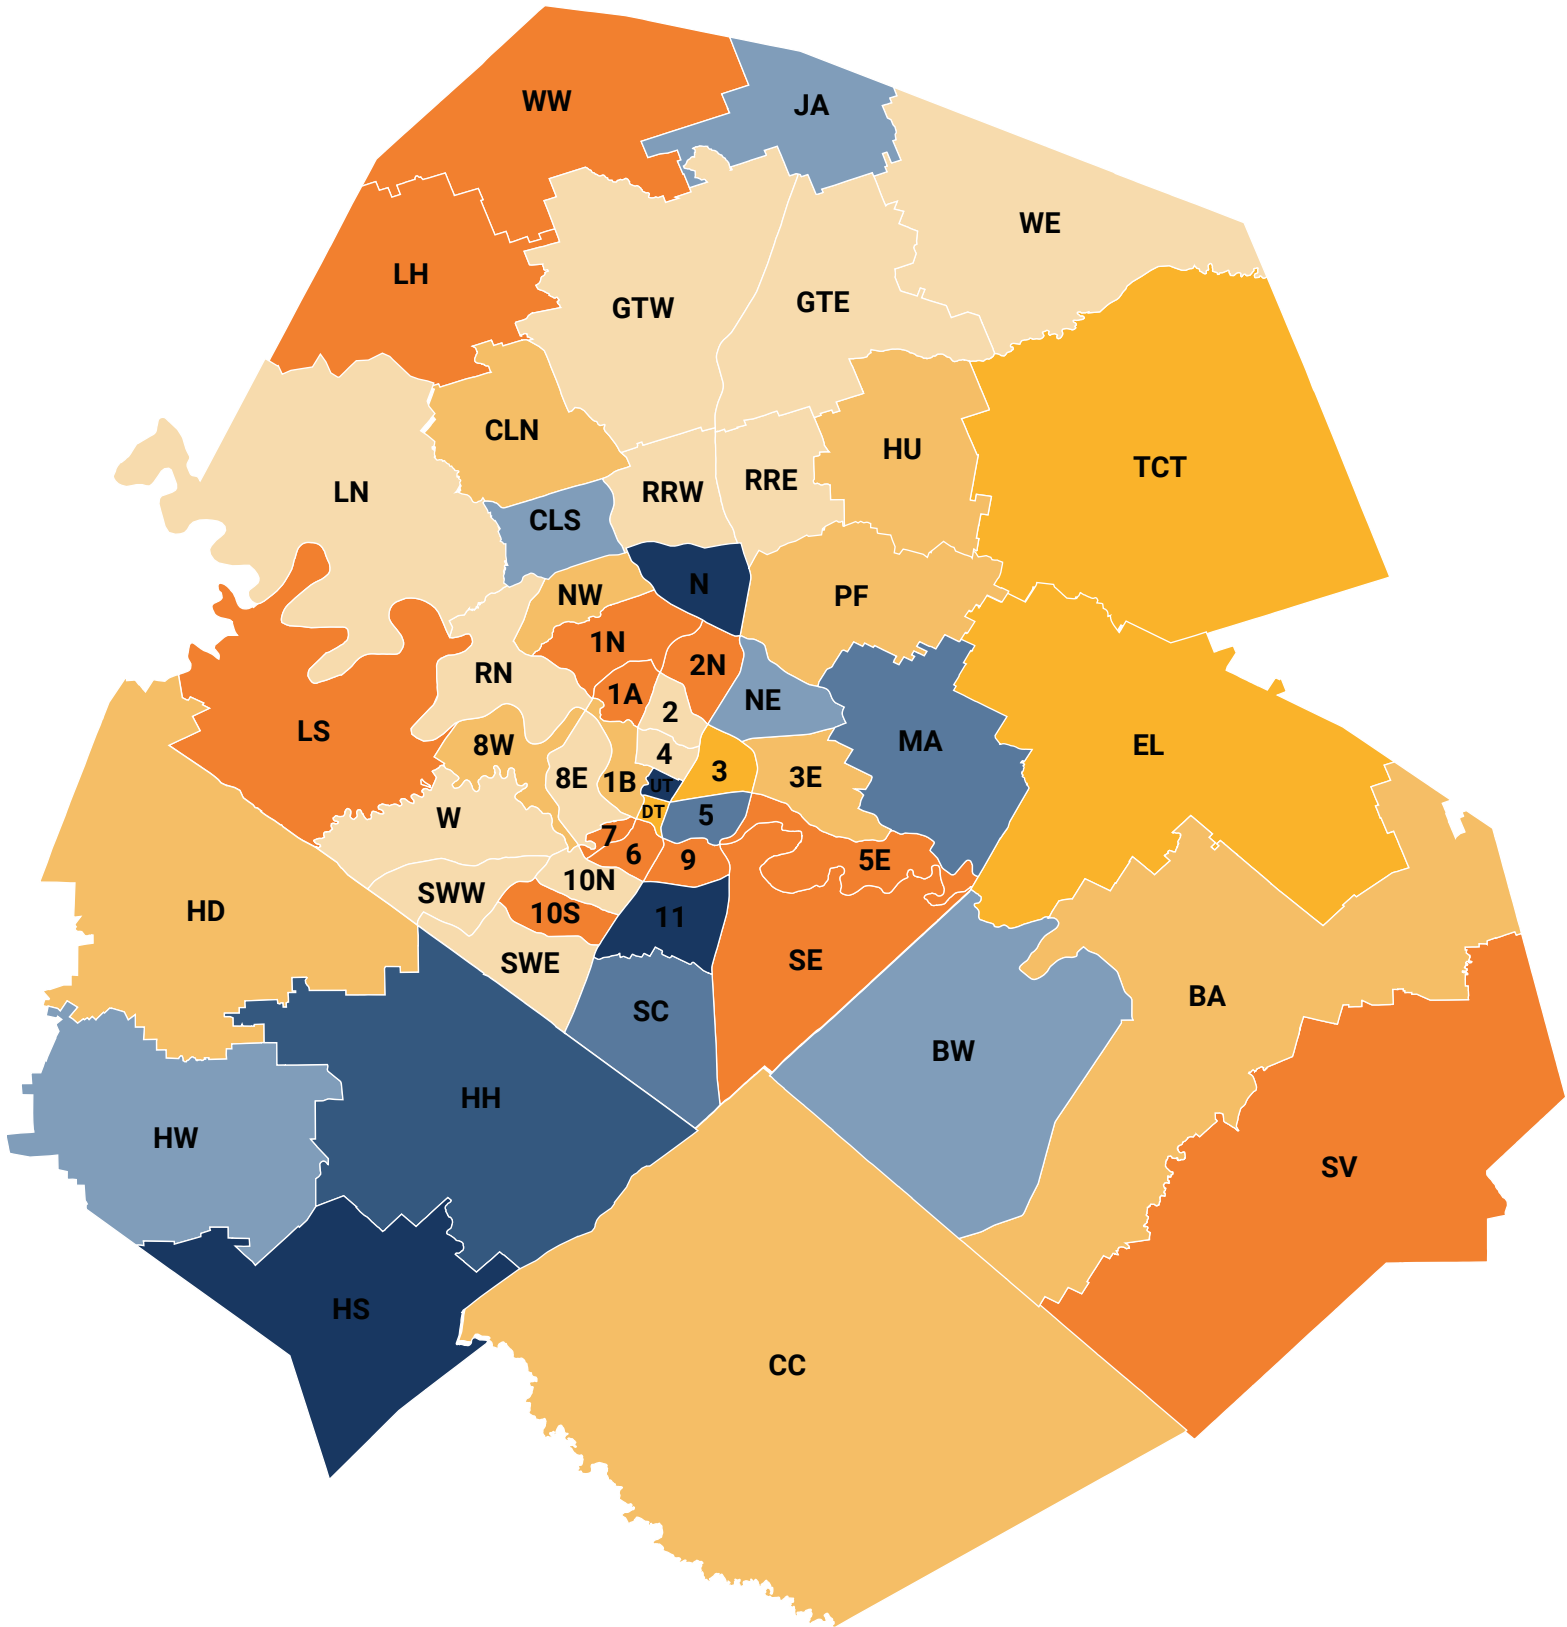 WW
JA
WE
LH
GTW
GTE
CLN
HU
TCT
LN
RRW
RRE
CLS
N
NW
PF
1N
2N
RN
1A
NE
2
LS
8W
4
MA
EL
8E
1B
UT
3
3E
W
DT
5
7
6
9
5E
10N
SWW
10S
11
HD
SWE
SE
SC
BA
BW
HH
HW
SV
HS
CC